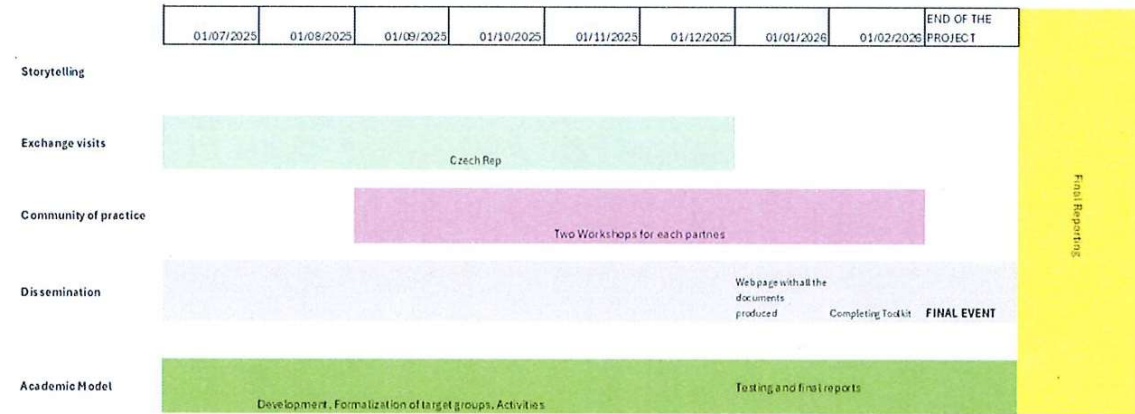 END OF THE
01/07/2025 01/08/2025 01/09/2025 01/10/2025 01/11/2025 01/12/2025 01/01/2026 01/02/2026 PROJECT
Storytelling
Exchange visits
Czech Rep
Community of practice
Two Workshops for each partnes
Dissemination
Web page with all the
documents
produced
Completing Toolkit
FINAL EVENT
Academic Model
Testing and final reports
Development, Formalization of target groups, Activities
Final Reporting